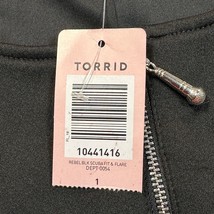 TORRID
10441416
REBEL BLK SCUBA FIT & FLARE
DEPT 0054
1